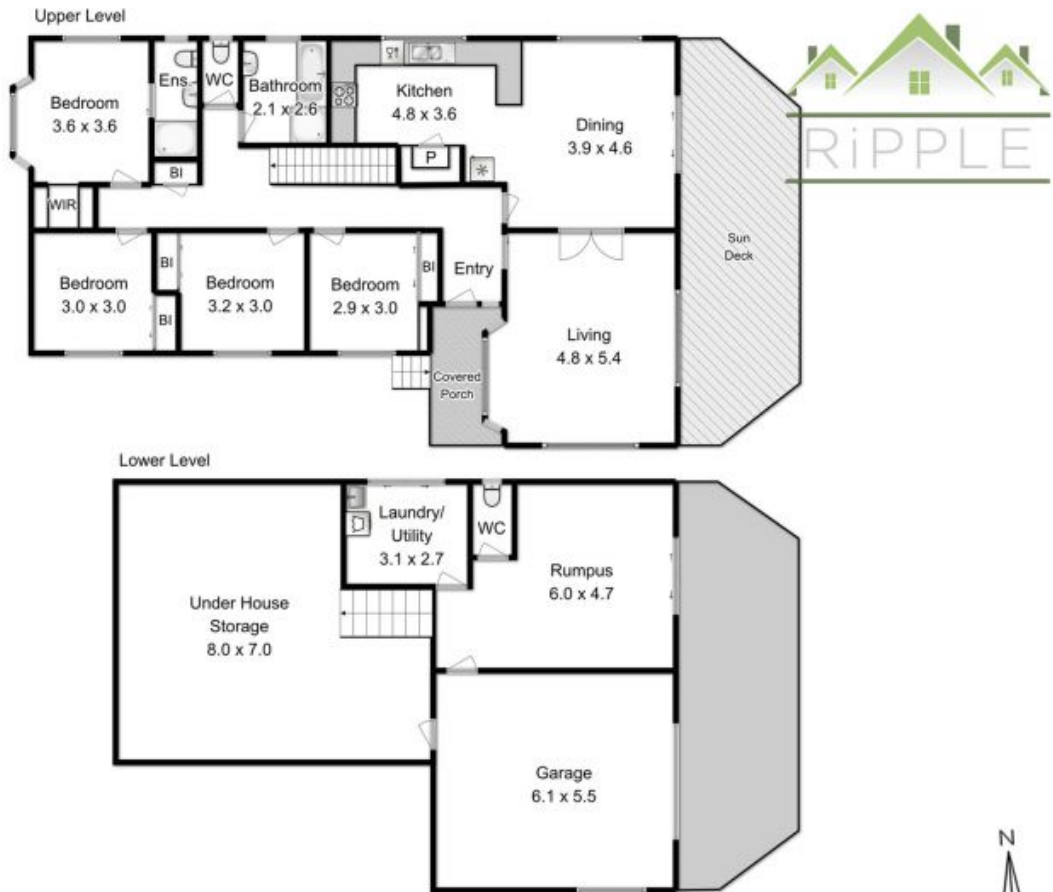 Upper Level
RiPPLE
Bedroom
3.6 x 3.6
Ens.
WC
Bathroom
2.1 x 2.6
Kitchen
4.8 x 3.6
Dining
3.9 x 4.6
P
BI
WIR
Sun
Deck
Bedroom
3.0 x 3.0
BI
BI
Bedroom
3.2 x 3.0
Bedroom
2.9 x 3.0
BI
Entry
Living
4.8 x 5.4
Covered
Porch
Lower Level
Laundry/
Utility
3.1 x 2.7
WC
Rumpus
6.0 x 4.7
Under House
Storage
8.0 x 7.0
Garage
6.1 x 5.5
N